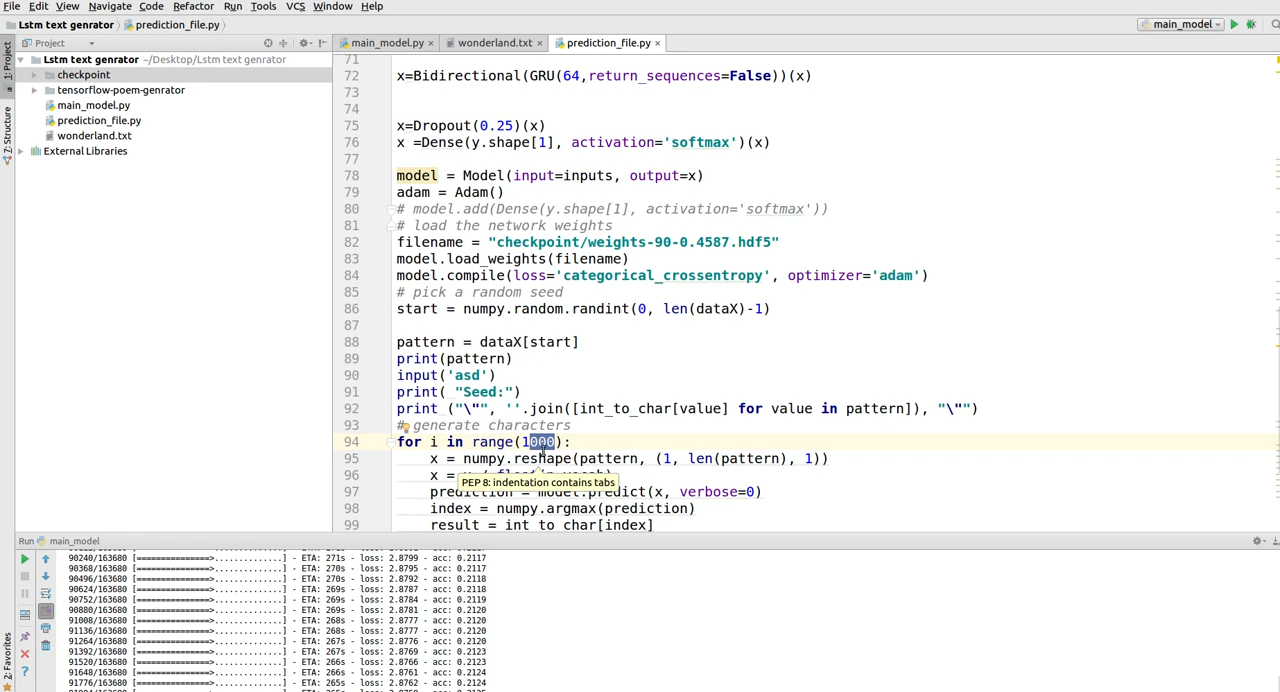 File Edit View Navigate Code Refactor Run Tools VCS Window Help
Lstm text genrator prediction_file.py main_model
Project main_model.py × wonderland.txt × prediction_file.py ×
1: Project
7: Structure
2: Favorites
Lstm text genrator ~/Desktop/Lstm text genrator
checkpoint
tensorflow-poem-genrator
main_model.py
prediction_file.py
wonderland.txt
External Libraries
71
72 x=Bidirectional(GRU(64,return_sequences=False))(x)
73
74
75 x=Dropout(0.25)(x)
76 x =Dense(y.shape[1], activation='softmax')(x)
77
78 model = Model(input=inputs, output=x)
79 adam = Adam()
80 # model.add(Dense(y.shape[1], activation='softmax'))
81 # load the network weights
82 filename = "checkpoint/weights-90-0.4587.hdf5"
83 model.load_weights(filename)
84 model.compile(loss='categorical_crossentropy', optimizer='adam')
85 # pick a random seed
86 start = numpy.random.randint(0, len(dataX)-1)
87
88 pattern = dataX[start]
89 print(pattern)
90 input('asd')
91 print( "Seed:")
92 print ("\"", ''.join([int_to_char[value] for value in pattern]), "\"")
93 # generate characters
94 for i in range(1000):
95 x = numpy.reshape(pattern, (1, len(pattern), 1))
96 x =
PEP 8: indentation contains tabs
97 prediction = model.predict(x, verbose=0)
98 index = numpy.argmax(prediction)
99 result = int_to_char[index]
Run main_model
90240/163680 [===============>..............] - ETA: 271s - loss: 2.8799 - acc: 0.2117
90368/163680 [===============>..............] - ETA: 270s - loss: 2.8795 - acc: 0.2117
90496/163680 [===============>..............] - ETA: 270s - loss: 2.8792 - acc: 0.2118
90624/163680 [===============>..............] - ETA: 269s - loss: 2.8787 - acc: 0.2118
90752/163680 [===============>..............] - ETA: 269s - loss: 2.8784 - acc: 0.2119
90880/163680 [===============>..............] - ETA: 268s - loss: 2.8781 - acc: 0.2120
91008/163680 [===============>..............] - ETA: 268s - loss: 2.8777 - acc: 0.2120
91136/163680 [===============>..............] - ETA: 268s - loss: 2.8777 - acc: 0.2120
91264/163680 [===============>..............] - ETA: 267s - loss: 2.8776 - acc: 0.2120
91392/163680 [===============>..............] - ETA: 267s - loss: 2.8769 - acc: 0.2123
91520/163680 [===============>..............] - ETA: 266s - loss: 2.8766 - acc: 0.2124
91648/163680 [===============>..............] - ETA: 266s - loss: 2.8761 - acc: 0.2124
91776/163680 [===============>..............] - ETA: 265s - loss: 2.8760 - acc: 0.2124